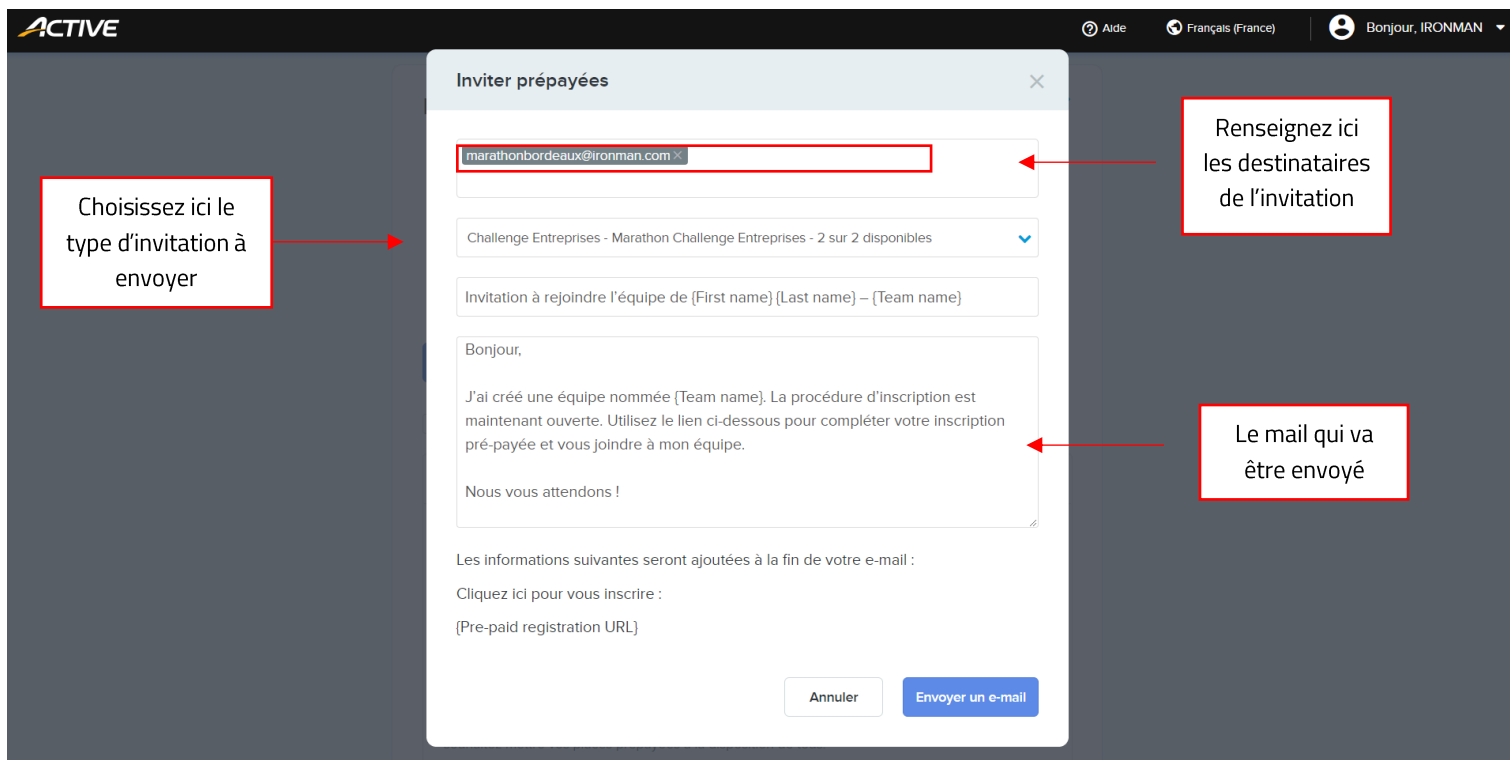 ACTIVE
Aide
Français (France)
Bonjour, IRONMAN
Inviter prépayées
marathonbordeaux@ironman.com
Renseignez ici
les destinataires
de l’invitation
Choisissez ici le
type d’invitation à
envoyer
Challenge Entreprises - Marathon Challenge Entreprises - 2 sur 2 disponibles
Invitation à rejoindre l’équipe de {First name} {Last name} – {Team name}
Bonjour,
J’ai créé une équipe nommée {Team name}. La procédure d’inscription est
maintenant ouverte. Utilisez le lien ci-dessous pour compléter votre inscription
pré-payée et vous joindre à mon équipe.
Nous vous attendons !
Le mail qui va
être envoyé
Les informations suivantes seront ajoutées à la fin de votre e-mail :
Cliquez ici pour vous inscrire :
{Pre-paid registration URL}
Annuler
Envoyer un e-mail